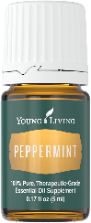 YOUNG LIVING
PEPPERMINT
100% Pure, Therapeutic-Grade
Essential Oil Supplement
0.17 fl oz (5 ml)